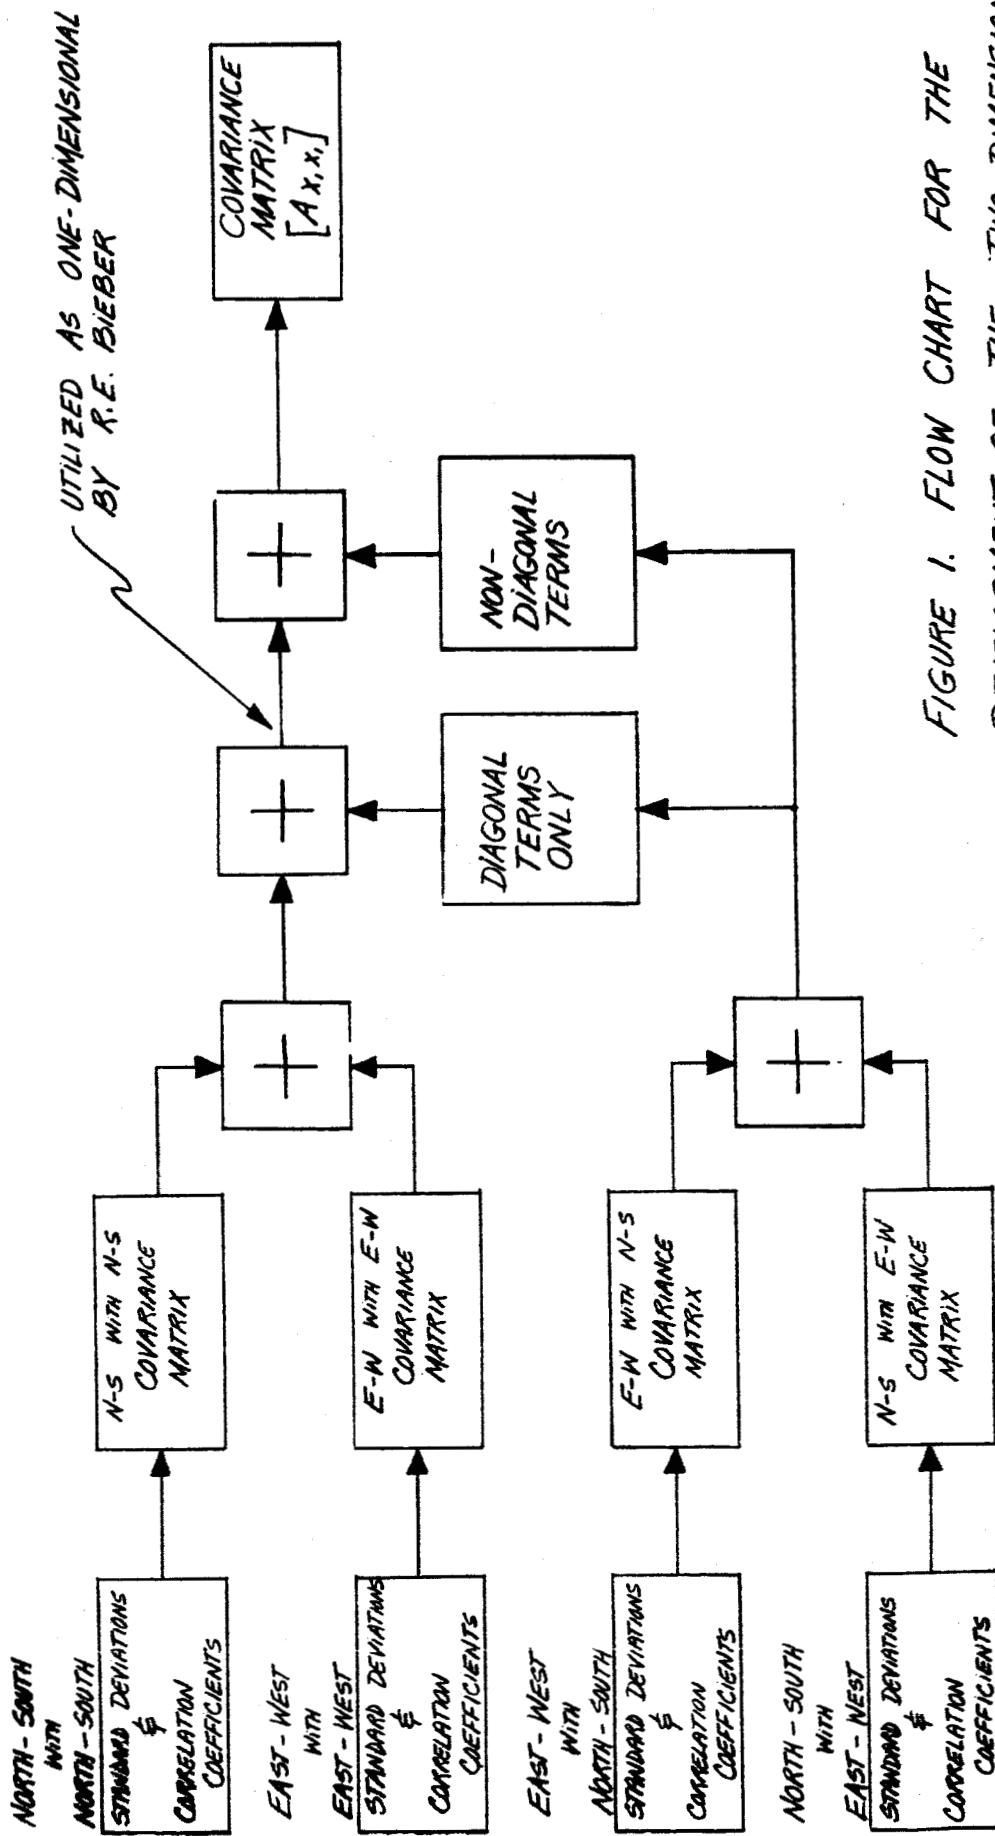 NORTH-SOUTH
WITH
NORTH-SOUTH
STANDARD DEVIATIONS
&
CORRELATION
COEFFICIENTS
EAST-WEST
WITH
EAST-WEST
STANDARD DEVIATIONS
&
CORRELATION
COEFFICIENTS
EAST-WEST
WITH
NORTH-SOUTH
STANDARD DEVIATIONS
&
CORRELATION
COEFFICIENTS
NORTH-SOUTH
WITH
EAST-WEST
STANDARD DEVIATIONS
&
CORRELATION
COEFFICIENTS
N-S WITH N-S
COVARIANCE
MATRIX
E-W WITH E-W
COVARIANCE
MATRIX
E-W WITH N-S
COVARIANCE
MATRIX
N-S WITH E-W
COVARIANCE
MATRIX
+
+
+
+
DIAGONAL
TERMS
ONLY
NON-
DIAGONAL
TERMS
UTILIZED AS ONE-DIMENSIONAL
BY R.E. BIEBER
COVARIANCE
MATRIX
[A x, x,]
FIGURE 1. FLOW CHART FOR THE